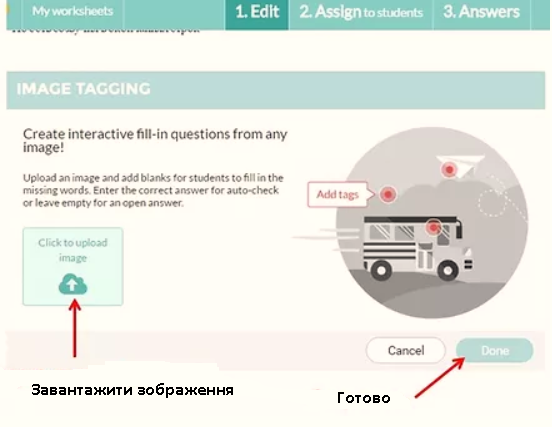 My worksheets
1. Edit
2. Assign to students
3. Answers
IMAGE TAGGING
Create interactive fill-in questions from any
image!
Upload an image and add blanks for students to fill in the
missing words. Enter the correct answer for auto-check
or leave empty for an open answer.
Add tags
Click to upload
image
Cancel
Done
Завантажити зображення
Готово